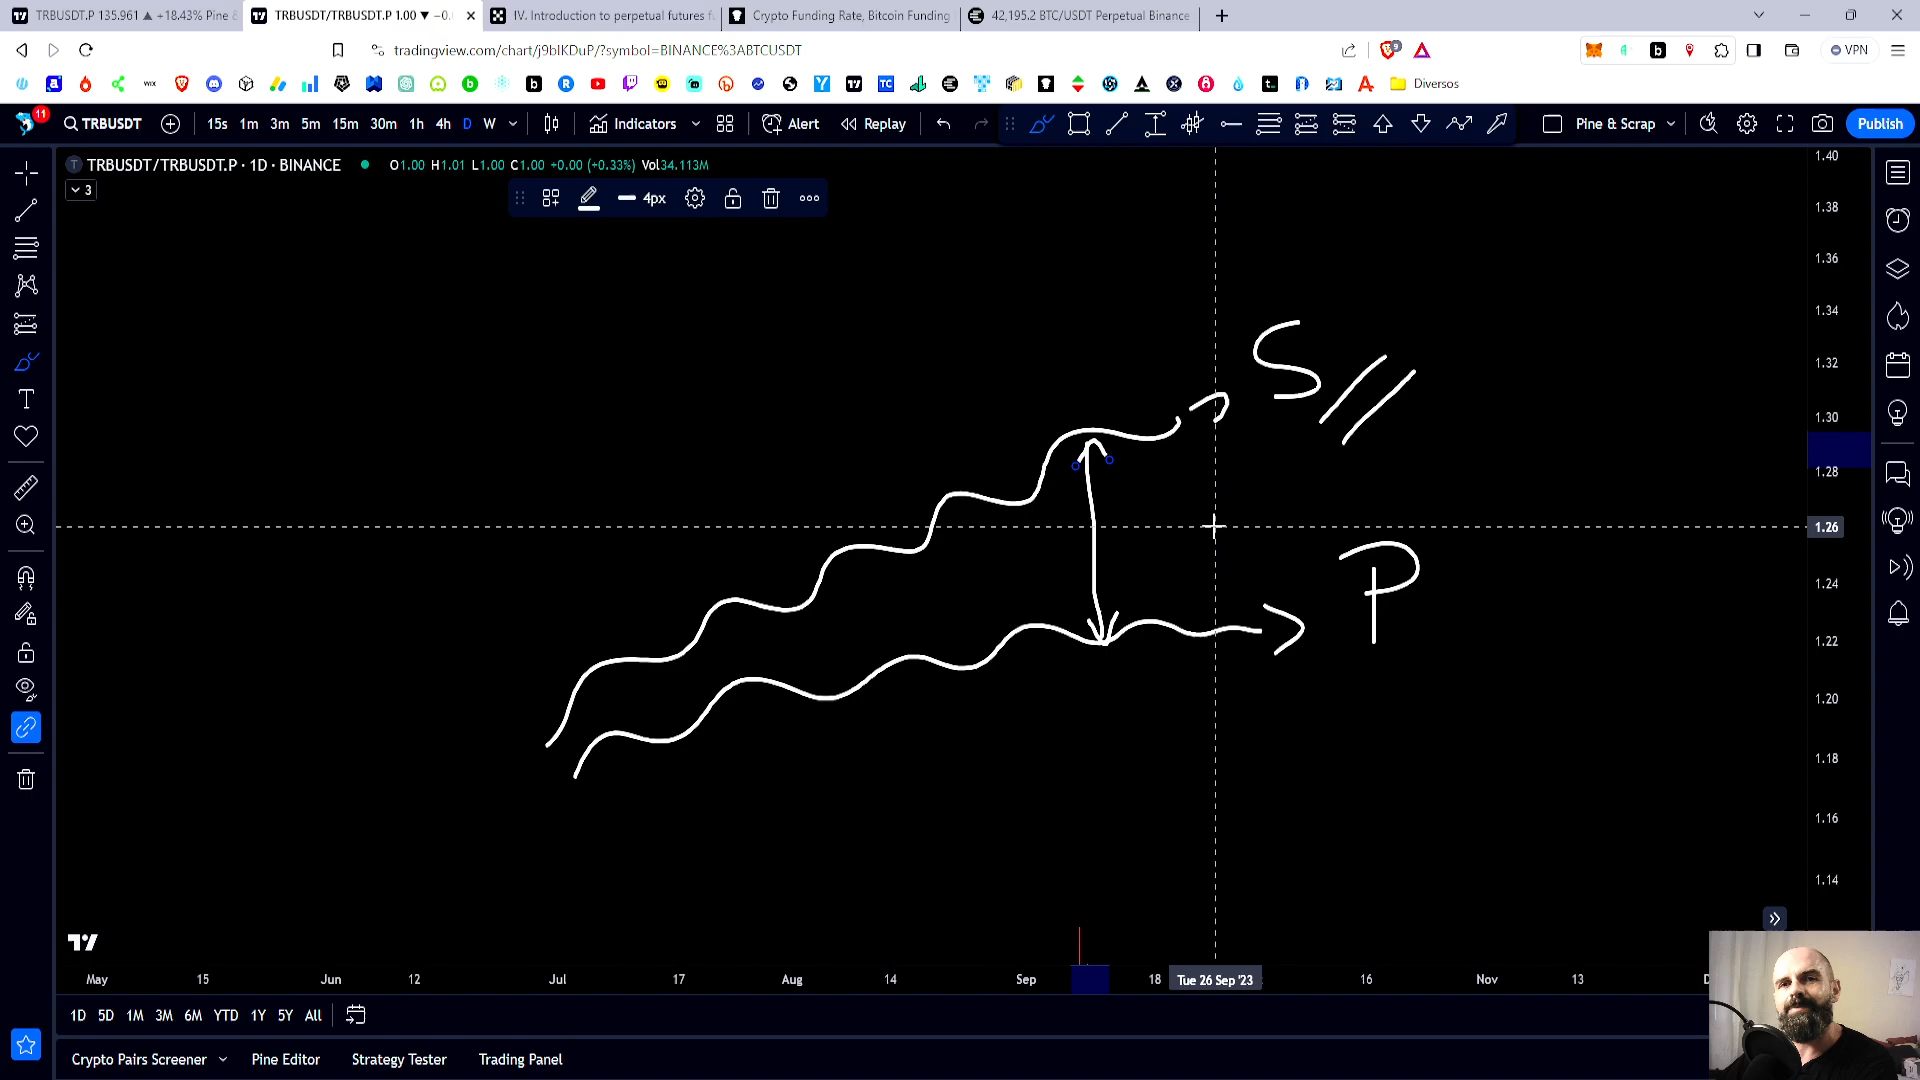 TRBUSDT.P 135.961 ▲ +18.43% Pine &
TRBUSDT/TRBUSDT.P 1.00 ▼ −0.
IV. Introduction to perpetual futures f
Crypto Funding Rate, Bitcoin Funding
42,195.2 BTC/USDT Perpetual Binance
tradingview.com/chart/j9blKDuP/?symbol=BINANCE%3ABTCUSDT
9
VPN
WiX
Diversos
11
TRBUSDT
15s 1m 3m 5m 15m 30m 1h 4h D W
Indicators
Alert
Replay
Pine & Scrap
Publish
TRBUSDT/TRBUSDT.P · 1D · BINANCE
O1.00 H1.01 L1.00 C1.00 +0.00 (+0.33%) Vol34.113M
3
4px
1.40
1.38
1.36
1.34
1.32
1.30
1.28
1.26
1.24
1.22
1.20
1.18
1.16
1.14
S
P
May 15 Jun 12 Jul 17 Aug 14 Sep 18 Tue 26 Sep '23 16 Nov 13 D
1D 5D 1M 3M 6M YTD 1Y 5Y All
Crypto Pairs Screener
Pine Editor
Strategy Tester
Trading Panel